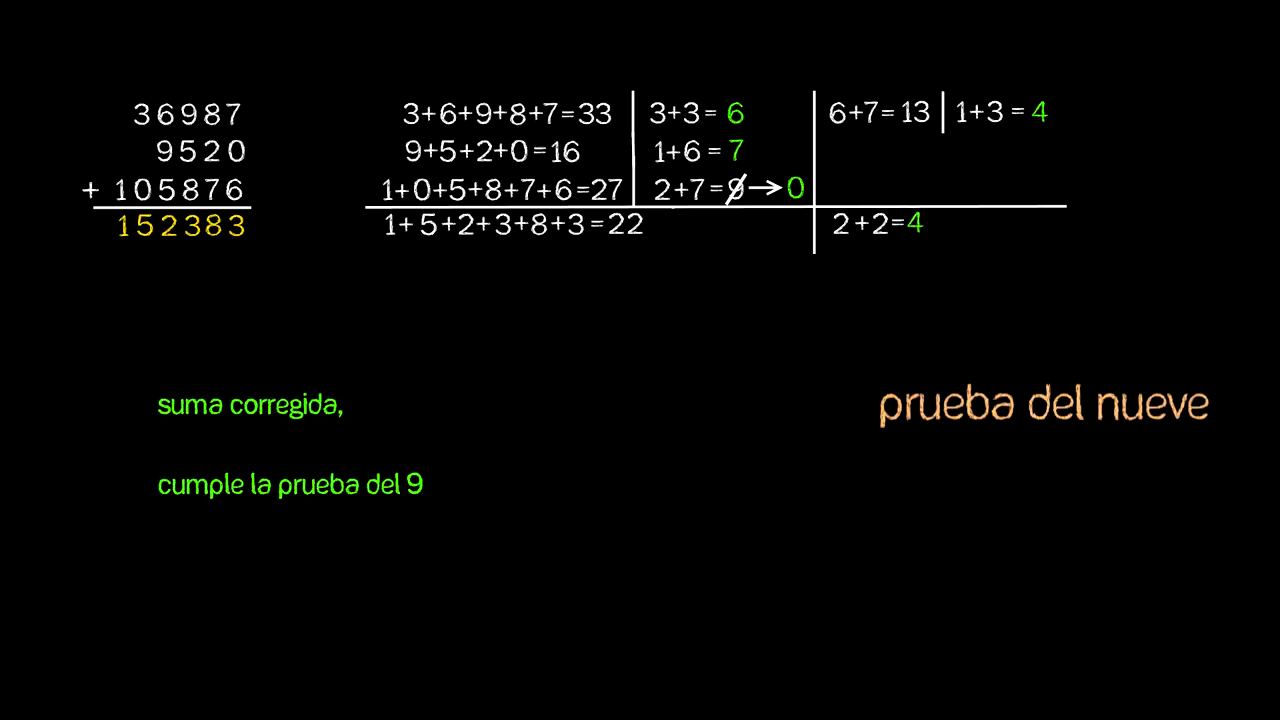 36987 3+6+9+8+7=33 3+3= 6 6+7=13 1+3=4
9520 9+5+2+0=16 1+6=7
+ 105876 1+0+5+8+7+6=27 2+7=9→0
152383 1+5+2+3+8+3=22 2+2=4
suma corregida,
prueba del nueve
cumple la prueba del 9